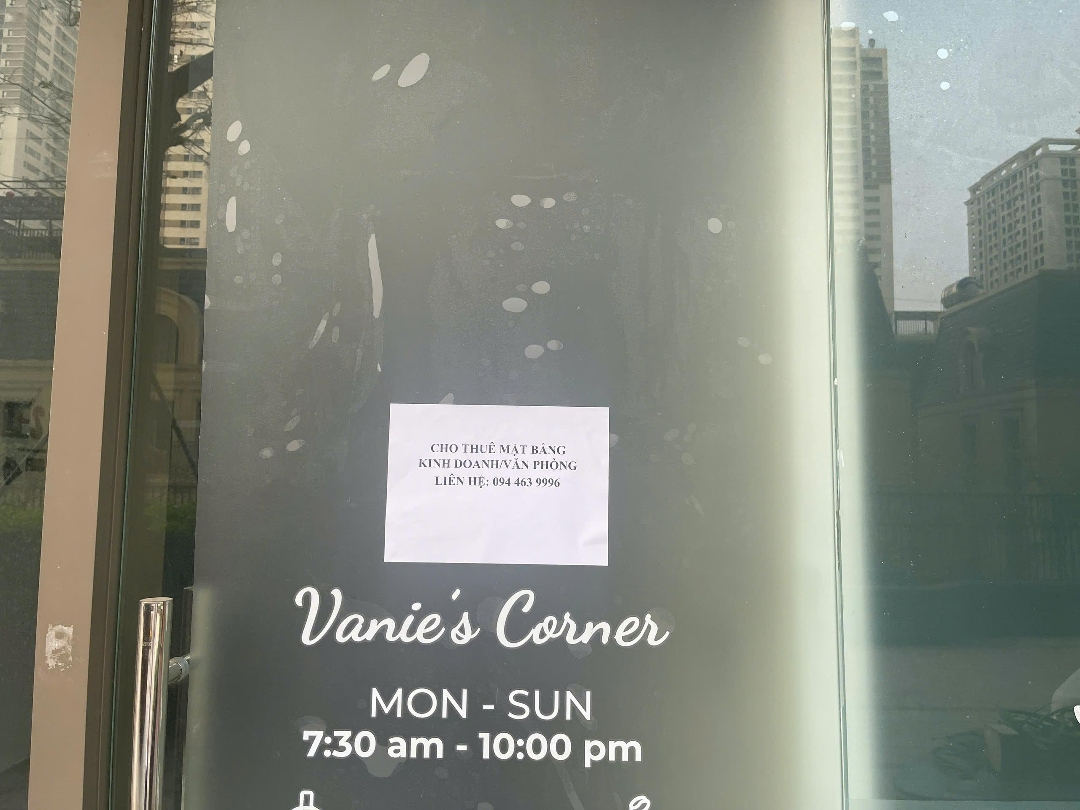 CHO THUÊ MẶT BẰNG
KINH DOANH/VĂN PHÒNG
LIÊN HỆ: 094 463 9996
Vanie's Corner
MON - SUN
7:30 am - 10:00 pm